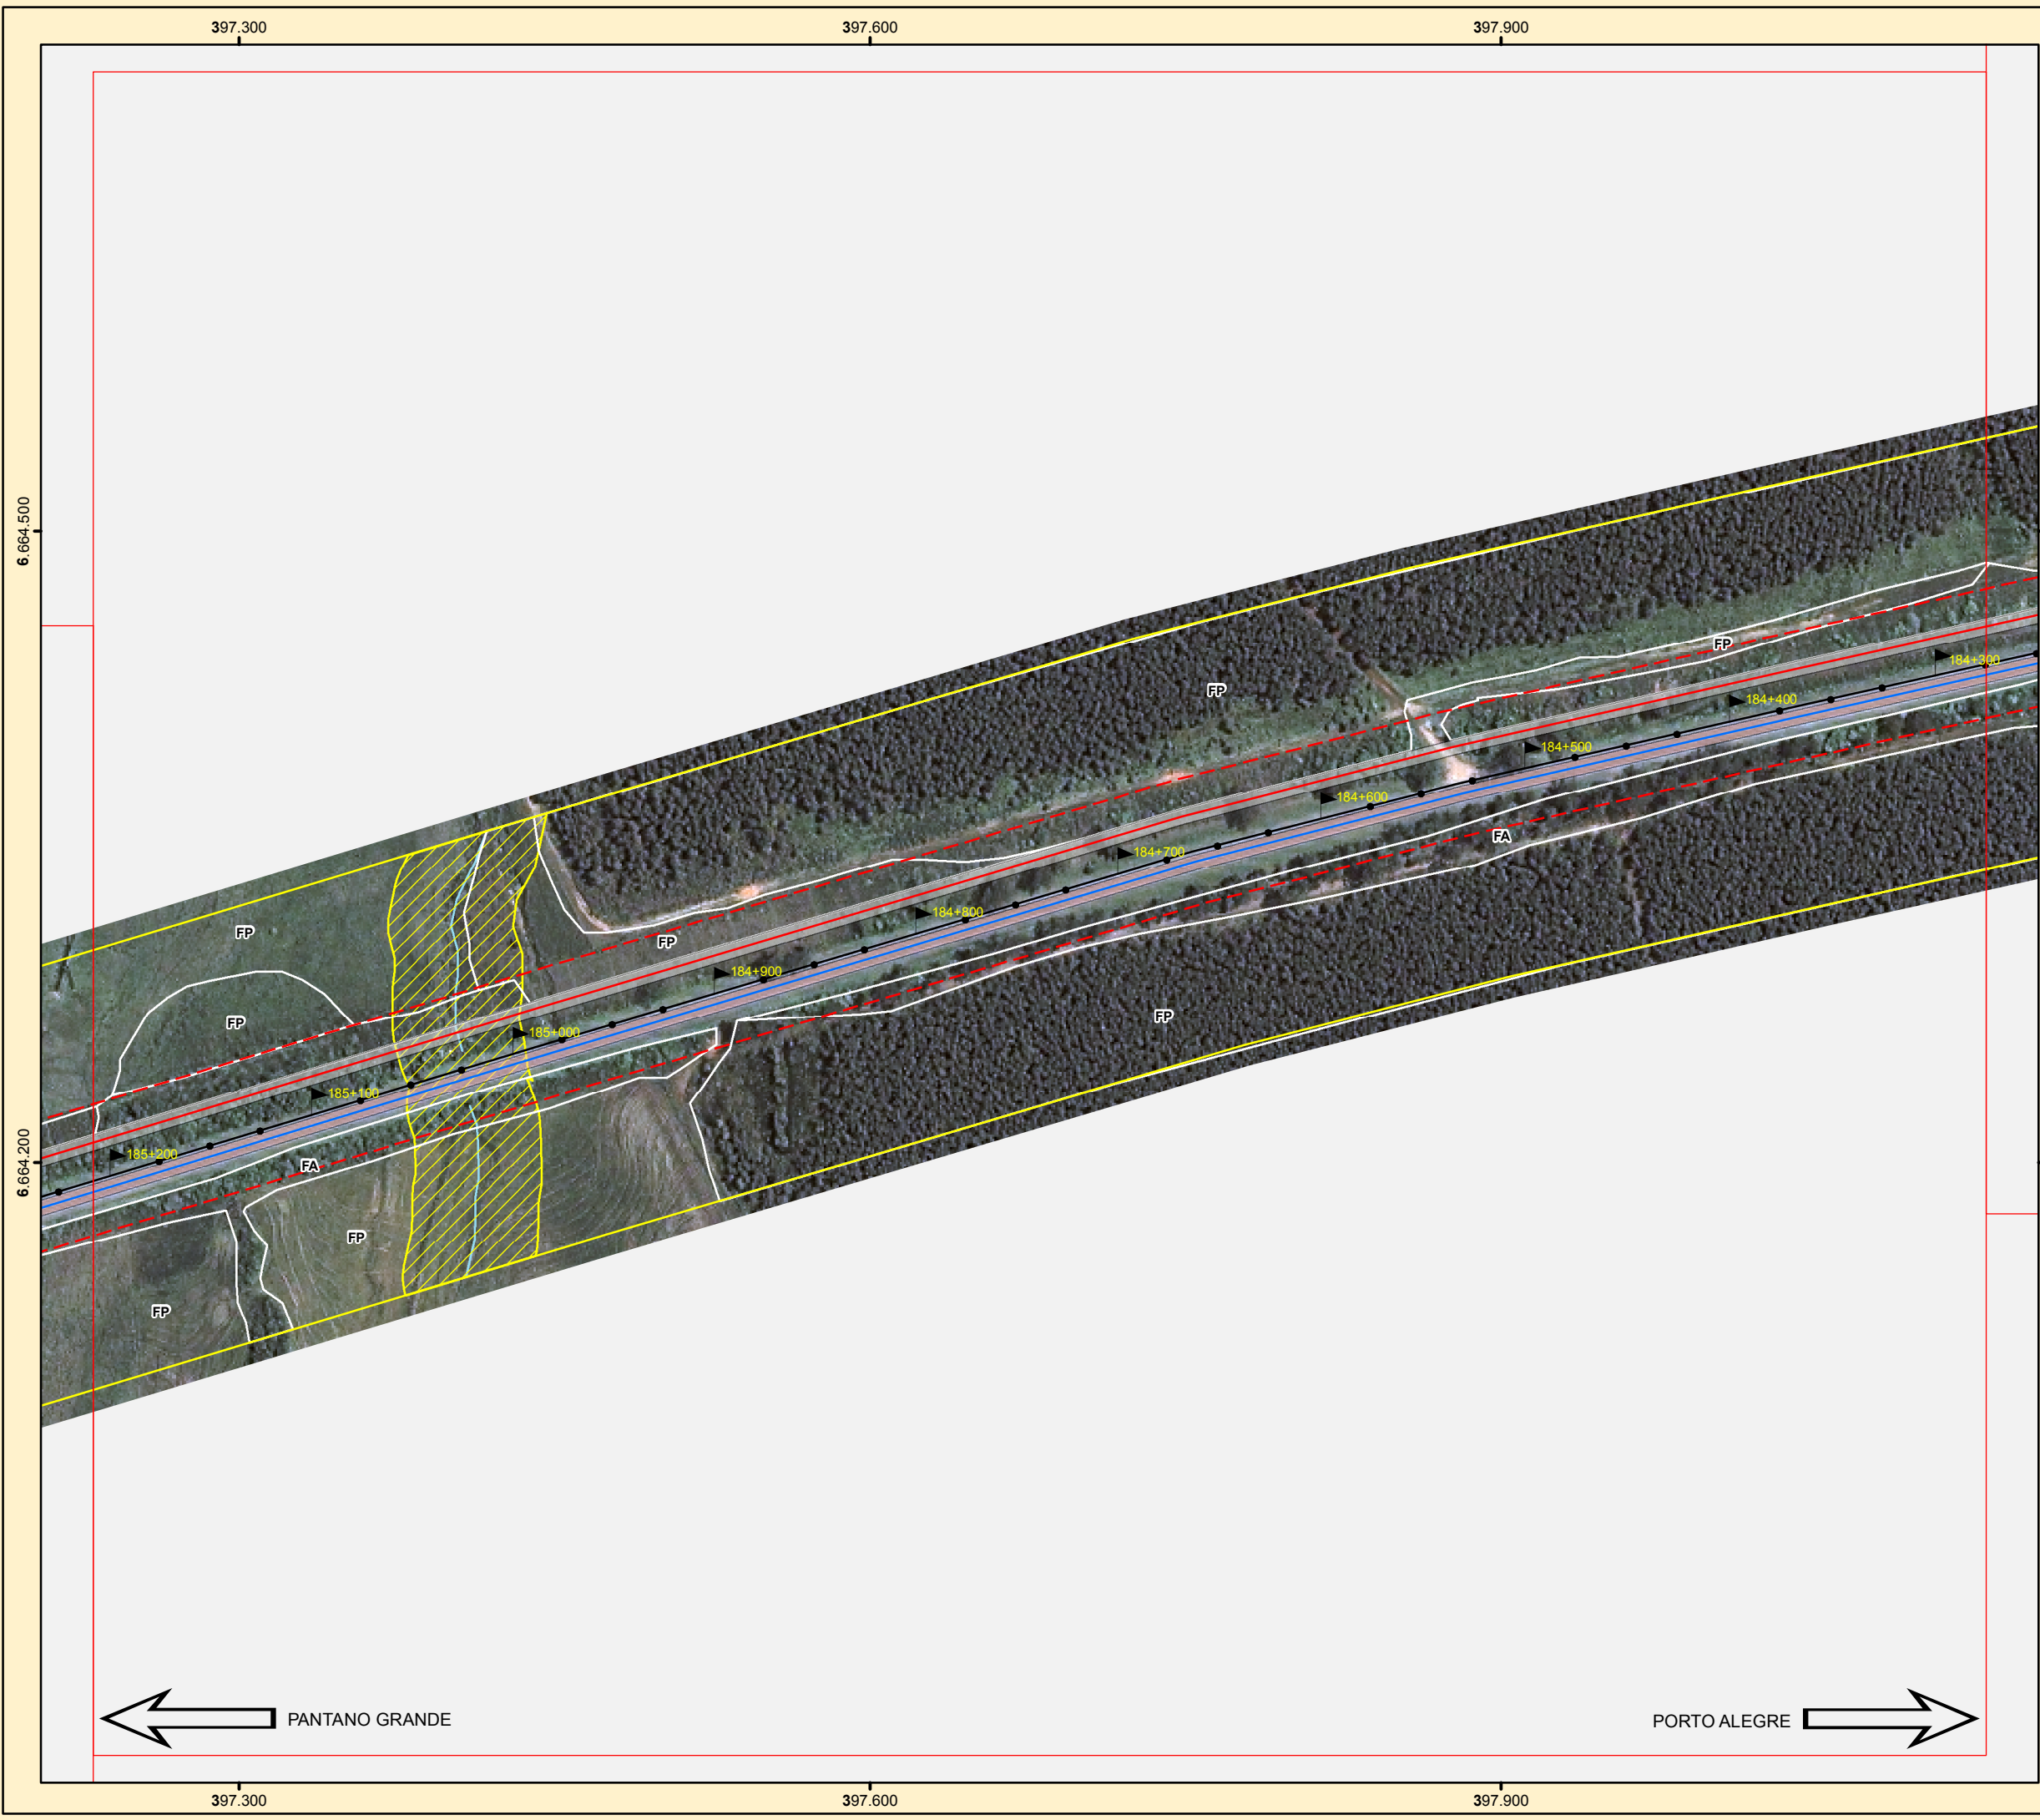 397.300 397.600 397.900
6.664.500
FP
184+300
FP
184+400
184+500
184+600
FA
184+700
184+800
FP
FP
184+900
FP
FP
185+000
185+100
6.664.200
185+200
FA
FP
FP
PANTANO GRANDE
PORTO ALEGRE
397.300 397.600 397.900